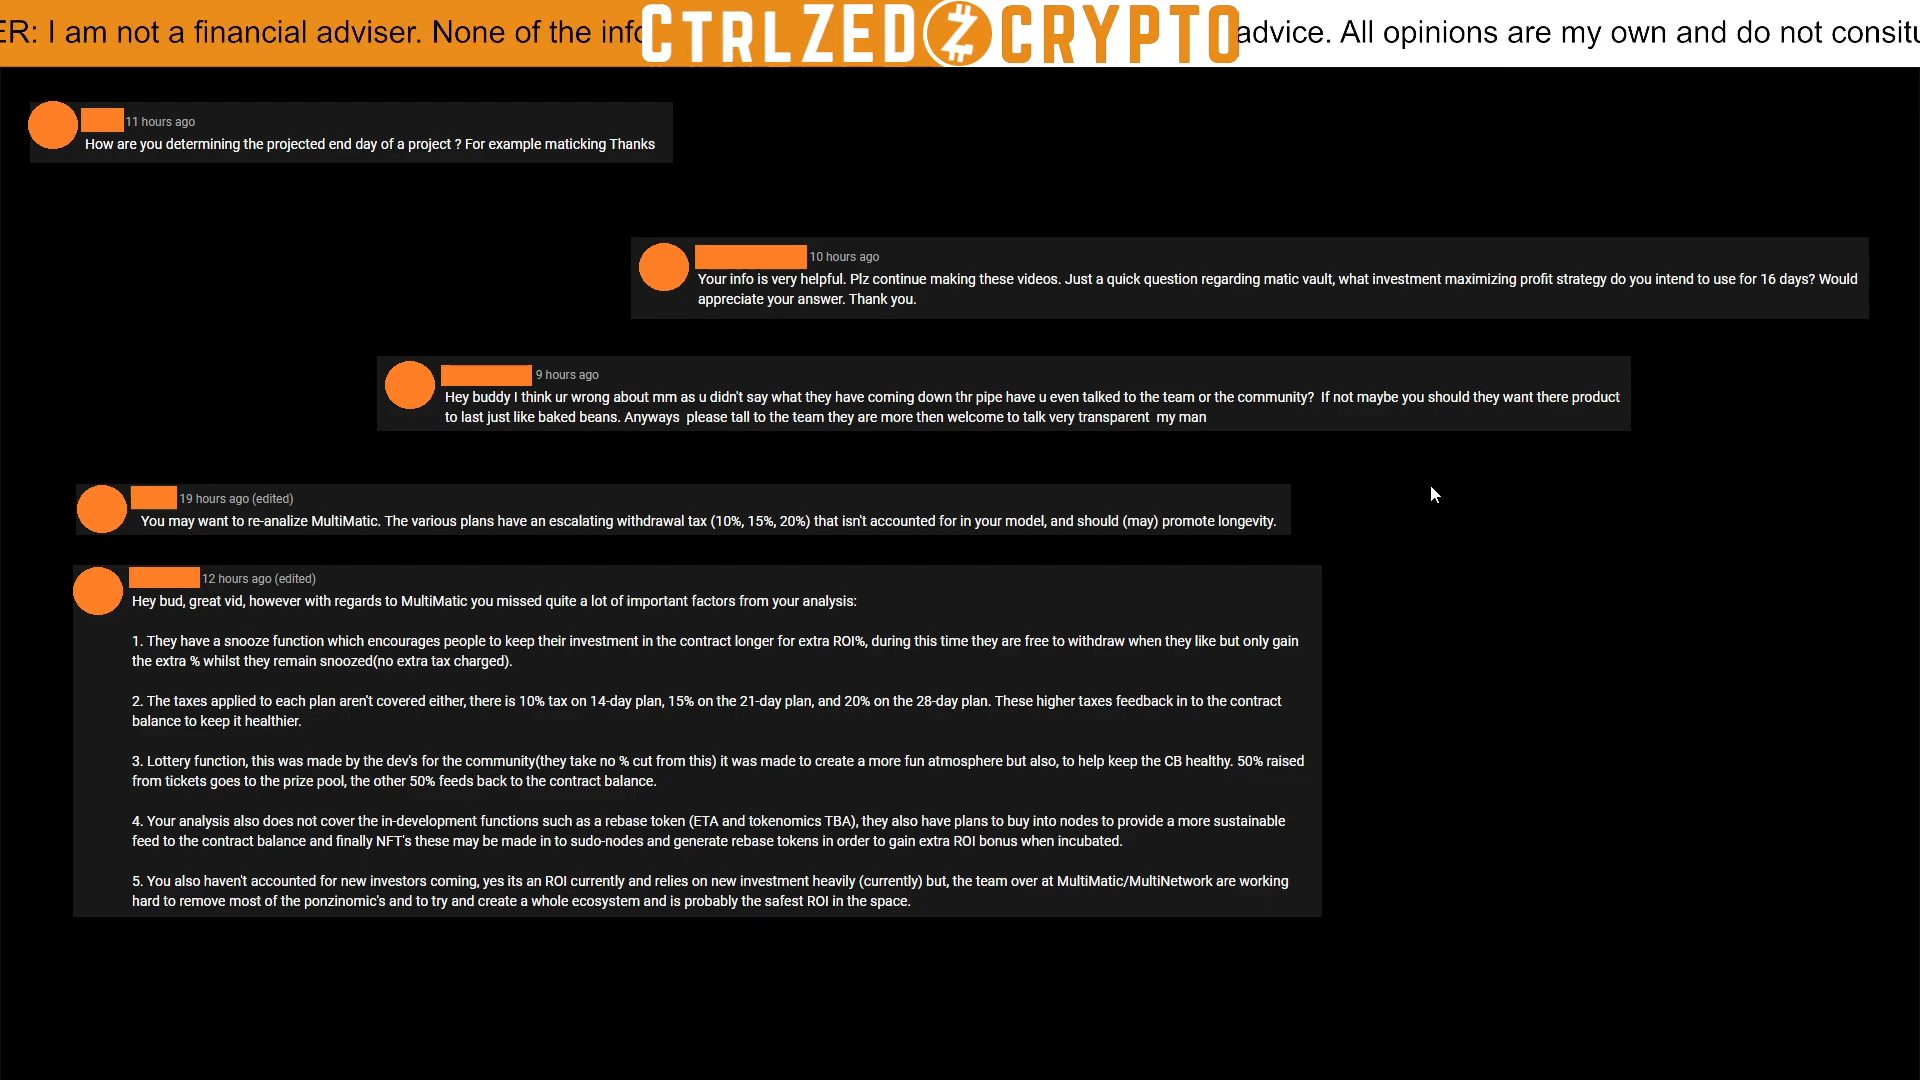 ER: I am not a financial adviser. None of the info CTRLZED CRYPTO advice. All opinions are my own and do not consitu
11 hours ago
How are you determining the projected end day of a project ? For example maticking Thanks
10 hours ago
Your info is very helpful. Plz continue making these videos. Just a quick question regarding matic vault, what investment maximizing profit strategy do you intend to use for 16 days? Would
appreciate your answer. Thank you.
9 hours ago
Hey buddy I think ur wrong about mm as u didn't say what they have coming down thr pipe have u even talked to the team or the community? If not maybe you should they want there product
to last just like baked beans. Anyways please tall to the team they are more then welcome to talk very transparent my man
19 hours ago (edited)
You may want to re-analize MultiMatic. The various plans have an escalating withdrawal tax (10%, 15%, 20%) that isn't accounted for in your model, and should (may) promote longevity.
12 hours ago (edited)
Hey bud, great vid, however with regards to MultiMatic you missed quite a lot of important factors from your analysis:
1. They have a snooze function which encourages people to keep their investment in the contract longer for extra ROI%, during this time they are free to withdraw when they like but only gain
the extra % whilst they remain snoozed(no extra tax charged).
2. The taxes applied to each plan aren't covered either, there is 10% tax on 14-day plan, 15% on the 21-day plan, and 20% on the 28-day plan. These higher taxes feedback in to the contract
balance to keep it healthier.
3. Lottery function, this was made by the dev's for the community(they take no % cut from this) it was made to create a more fun atmosphere but also, to help keep the CB healthy. 50% raised
from tickets goes to the prize pool, the other 50% feeds back to the contract balance.
4. Your analysis also does not cover the in-development functions such as a rebase token (ETA and tokenomics TBA), they also have plans to buy into nodes to provide a more sustainable
feed to the contract balance and finally NFT's these may be made in to sudo-nodes and generate rebase tokens in order to gain extra ROI bonus when incubated.
5. You also haven't accounted for new investors coming, yes its an ROI currently and relies on new investment heavily (currently) but, the team over at MultiMatic/MultiNetwork are working
hard to remove most of the ponzinomic's and to try and create a whole ecosystem and is probably the safest ROI in the space.